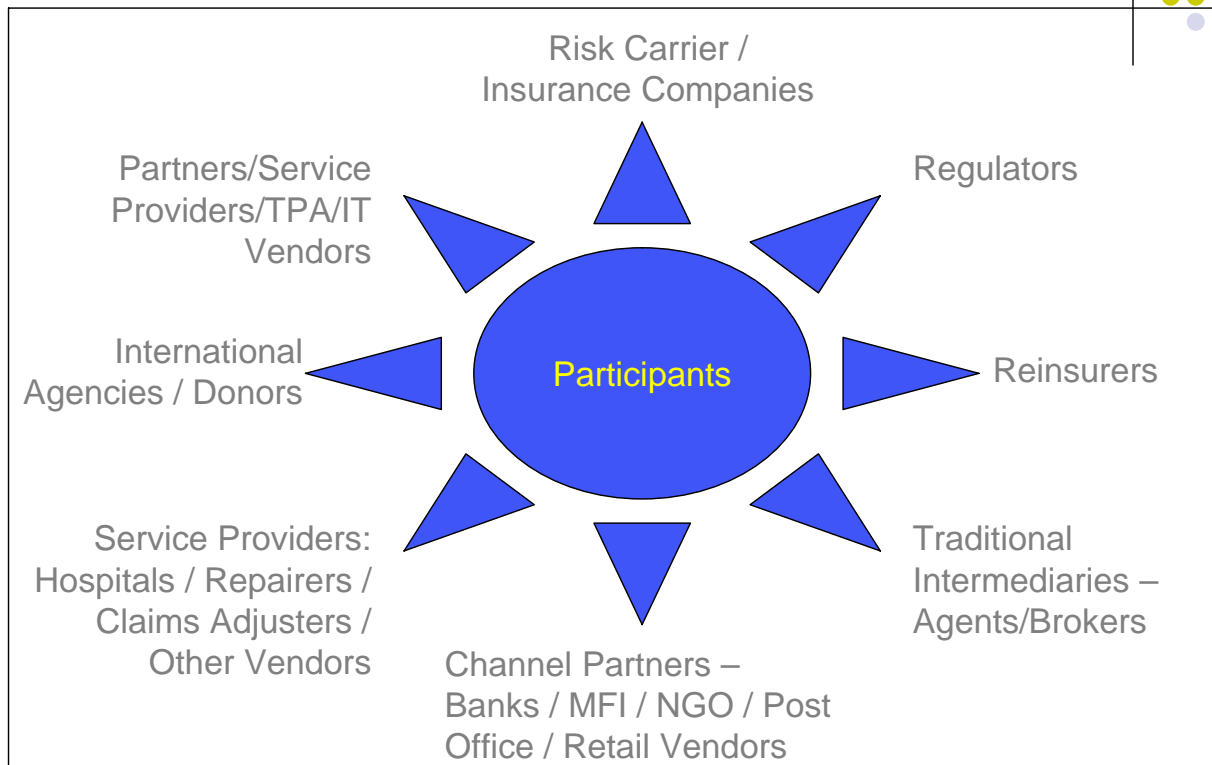 Risk Carrier /
Insurance Companies
Partners/Service
Providers/TPA/IT
Vendors
Regulators
International
Agencies / Donors
Participants
Reinsurers
Service Providers:
Hospitals / Repairers /
Claims Adjusters /
Other Vendors
Traditional
Intermediaries –
Agents/Brokers
Channel Partners –
Banks / MFI / NGO / Post
Office / Retail Vendors